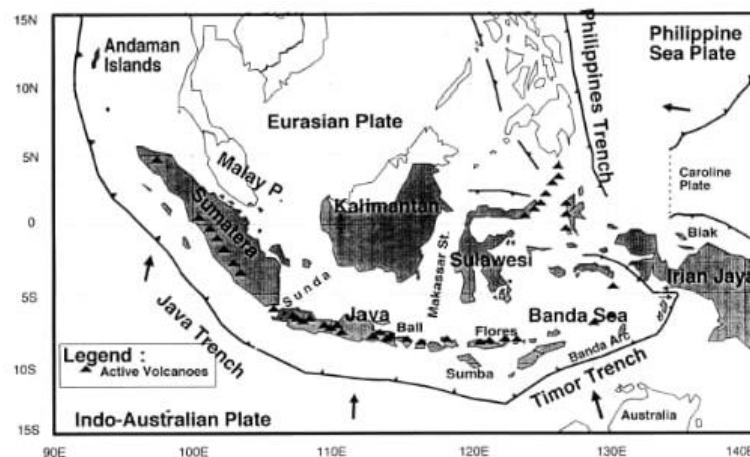 15N
10N
5N
0
5S
10S
15S
90E
100E
110E
120E
130E
140E
Andaman
Islands
Philippine
Sea Plate
Philippines Trench
Eurasian Plate
Malay P.
Caroline
Plate
Sumatera
Kalimantan
Biak
Makassar St.
Sulawesi
Irian Jaya
Sunda
Java Trench
Java
Bali
Flores
Banda Sea
Banda Arc
Sumba
Timor Trench
Legend :
Active Volcanoes
Indo-Australian Plate
Australia